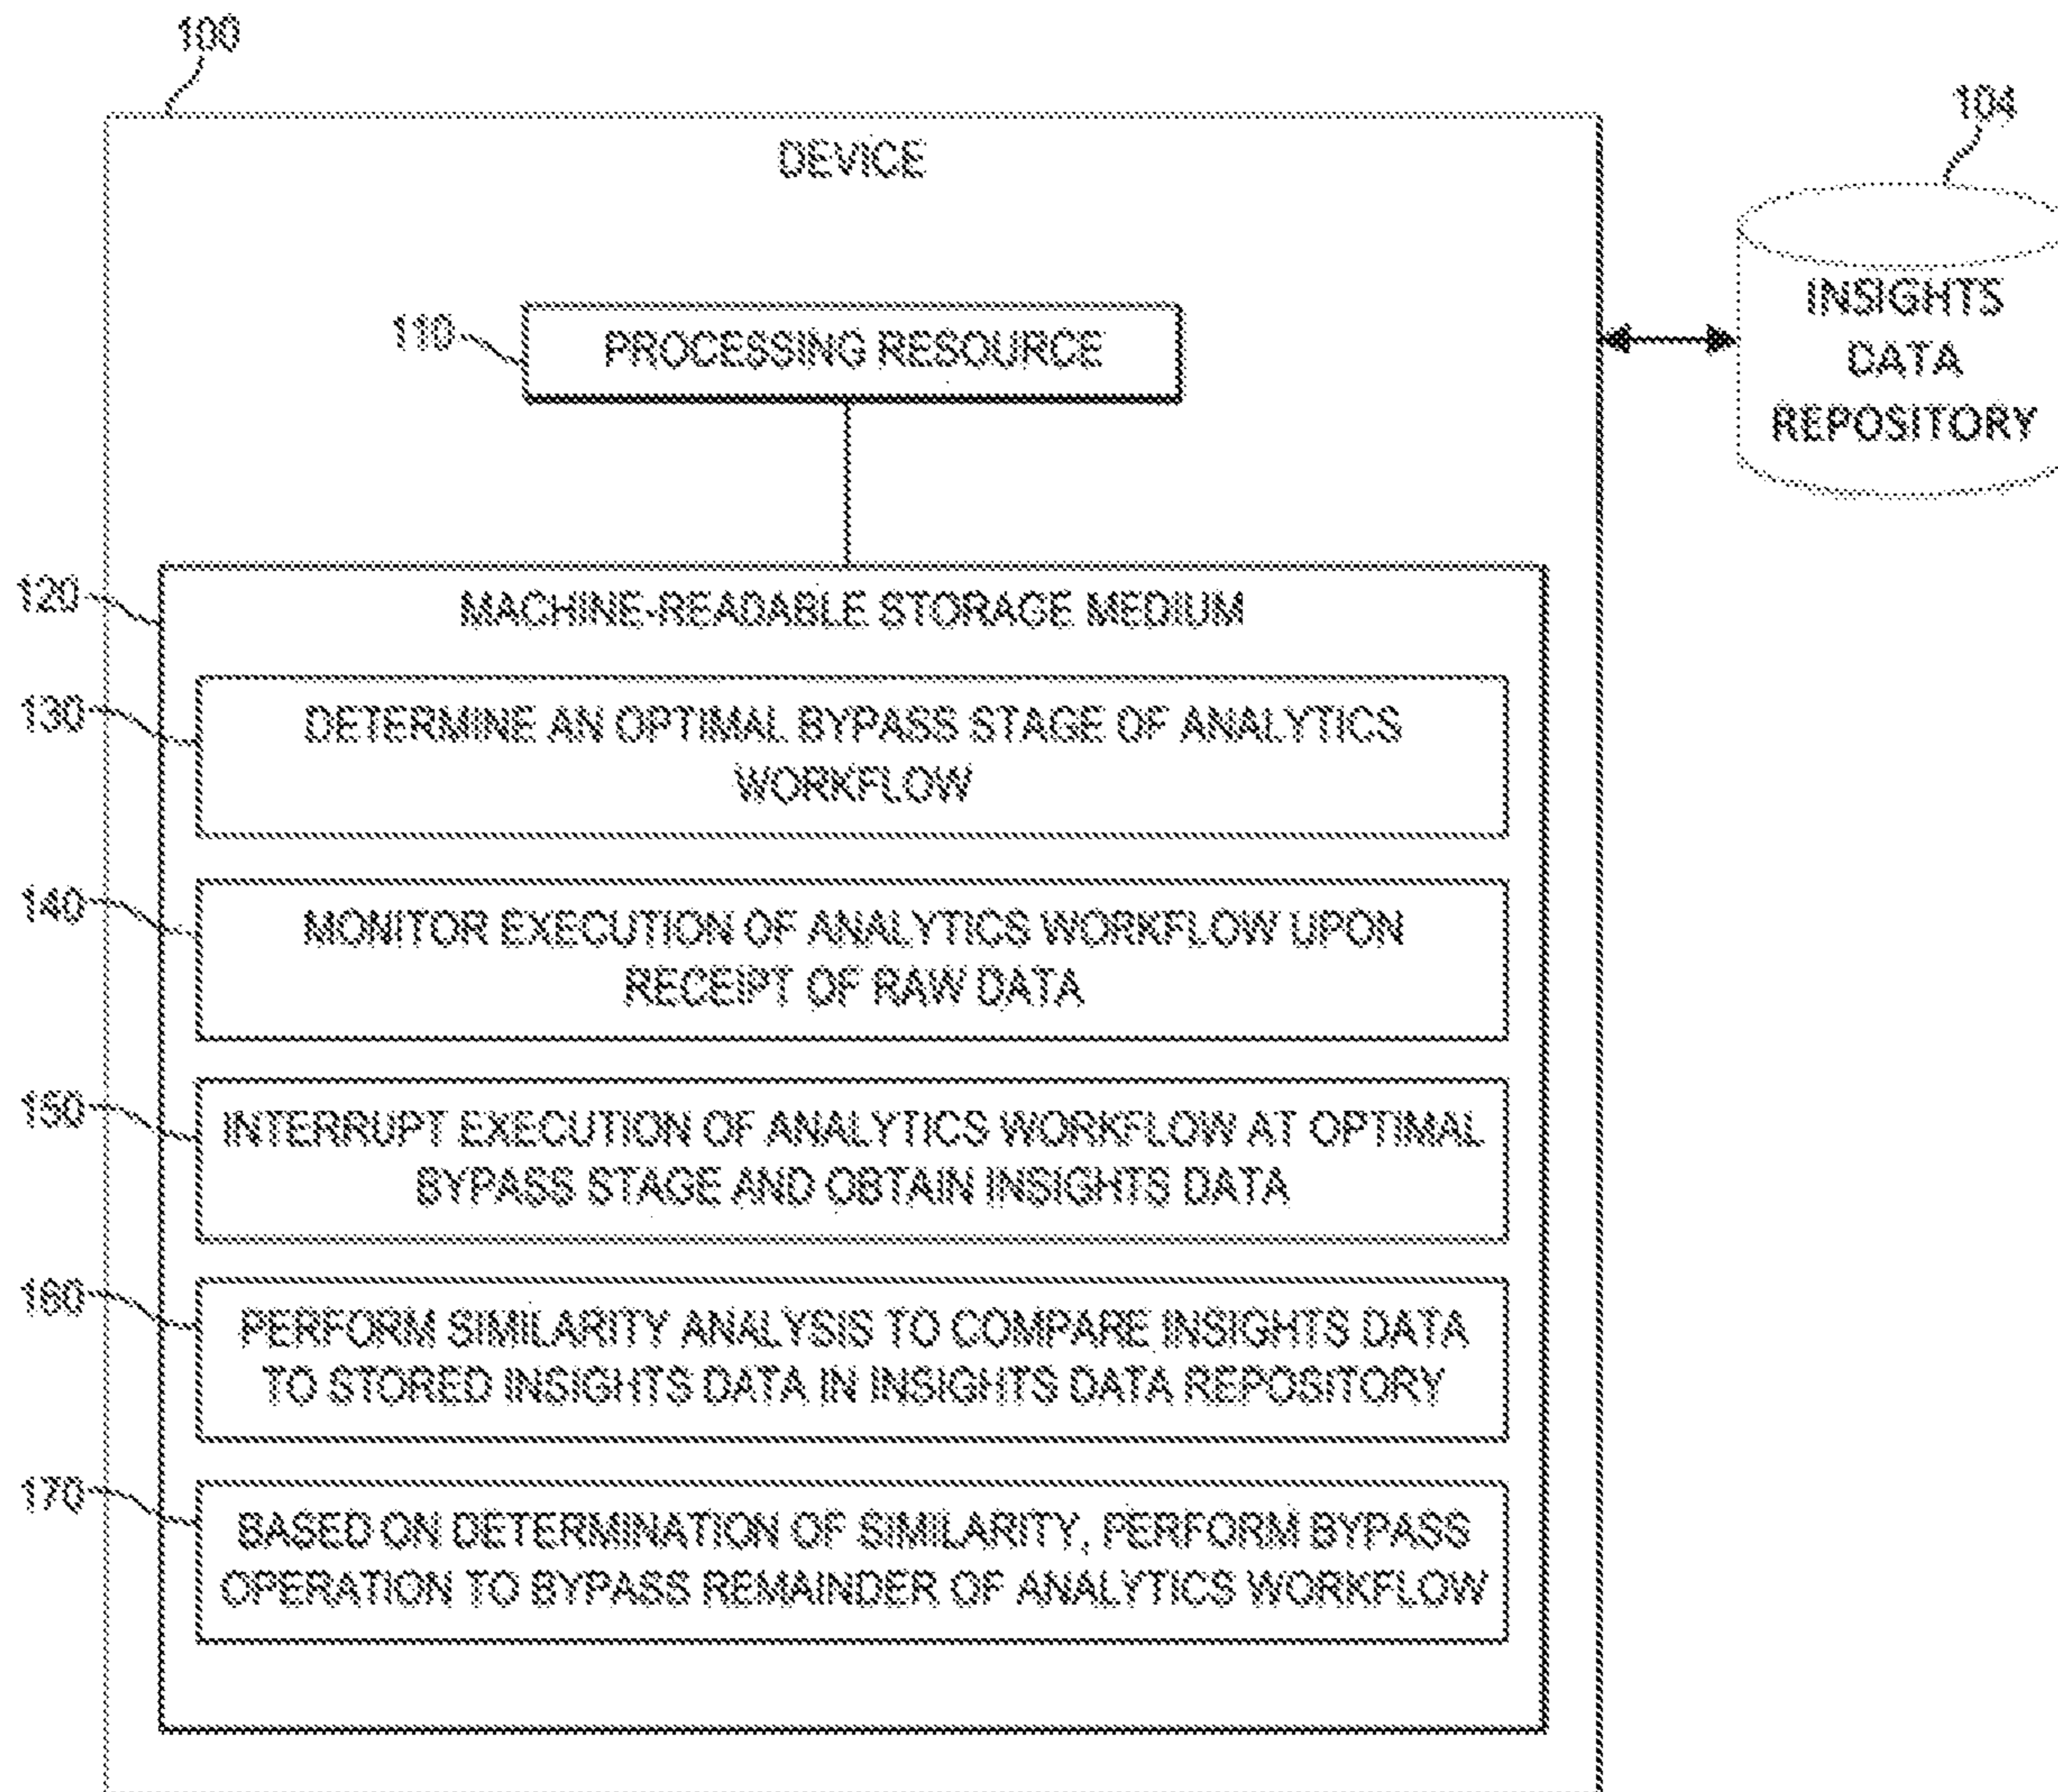 100
DEVICE
104
INSIGHTS
DATA
REPOSITORY
110
PROCESSING RESOURCE
120
MACHINE-READABLE STORAGE MEDIUM
130
DETERMINE AN OPTIMAL BYPASS STAGE OF ANALYTICS
WORKFLOW
140
MONITOR EXECUTION OF ANALYTICS WORKFLOW UPON
RECEIPT OF RAW DATA
150
INTERRUPT EXECUTION OF ANALYTICS WORKFLOW AT OPTIMAL
BYPASS STAGE AND OBTAIN INSIGHTS DATA
160
PERFORM SIMILARITY ANALYSIS TO COMPARE INSIGHTS DATA
TO STORED INSIGHTS DATA IN INSIGHTS DATA REPOSITORY
170
BASED ON DETERMINATION OF SIMILARITY, PERFORM BYPASS
OPERATION TO BYPASS REMAINDER OF ANALYTICS WORKFLOW